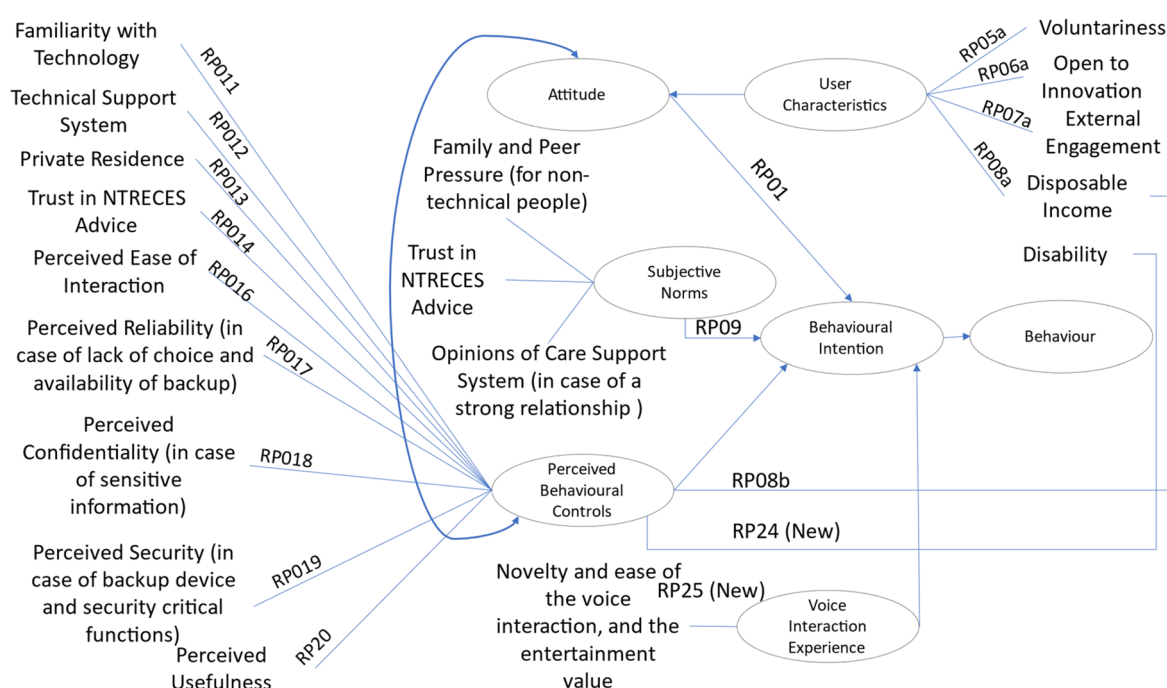 Familiarity with
Technology
RP011
Technical Support
System
RP012
Private Residence
RP013
Trust in NTRECES
Advice
RP014
Perceived Ease of
Interaction
RP016
Perceived Reliability (in
case of lack of choice and
availability of backup)
RP017
Perceived
Confidentiality (in case
of sensitive
information)
RP018
Perceived Security (in
case of backup device
and security critical
functions)
RP019
Perceived
Usefulness
RP20
Attitude
User
Characteristics
RP05a
Voluntariness
RP06a
Open to
Innovation
RP07a
External
Engagement
RP08a
Disposable
Income
Disability
Family and Peer
Pressure (for non-
technical people)
RP01
Trust in
NTRECES
Advice
Subjective
Norms
RP09
Behavioural
Intention
Behaviour
Opinions of Care Support
System (in case of a
strong relationship )
Perceived
Behavioural
Controls
RP08b
RP24 (New)
Novelty and ease of
the voice
interaction, and the
entertainment
value
RP25 (New)
Voice
Interaction
Experience